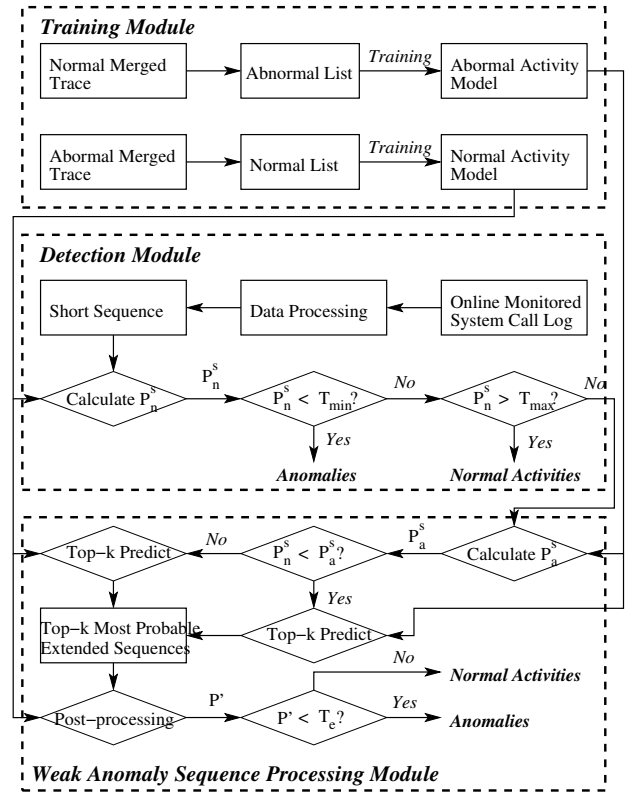 Training Module
Normal Merged
Trace
Abnormal List
Training
Abormal Activity
Model
Abormal Merged
Trace
Normal List
Training
Normal Activity
Model
Detection Module
Short Sequence
Data Processing
Online Monitored
System Call Log
Calculate P_n^s
P_n^s
P_n^s < T_min?
No
P_n^s > T_max?
No
Yes
Yes
Anomalies
Normal Activities
Top-k Predict
No
P_n^s < P_a^s?
P_a^s
Calculate P_a^s
Yes
Top-k Most Probable
Extended Sequences
Top-k Predict
No
Normal Activities
Post-processing
P'
P' < T_e?
Yes
Anomalies
Weak Anomaly Sequence Processing Module